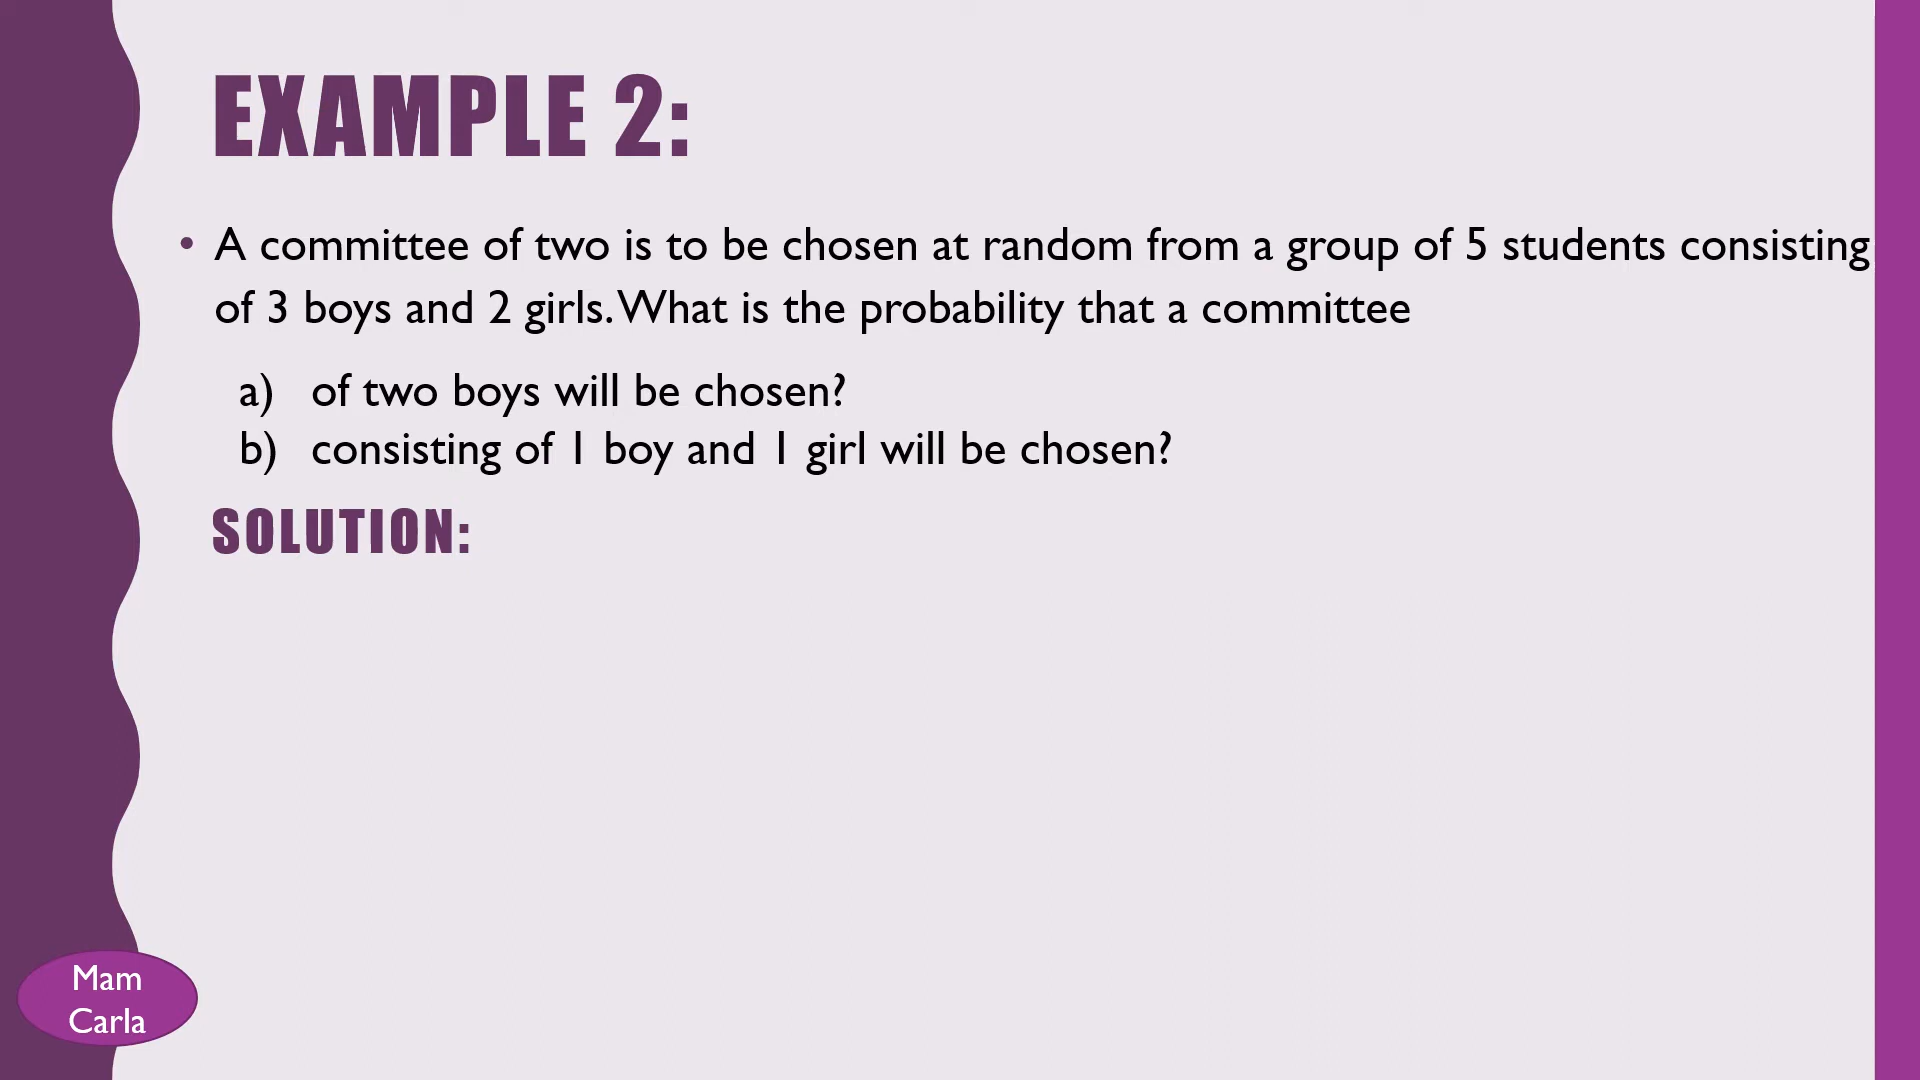 EXAMPLE 2:
• A committee of two is to be chosen at random from a group of 5 students consisting
of 3 boys and 2 girls. What is the probability that a committee
a) of two boys will be chosen?
b) consisting of 1 boy and 1 girl will be chosen?
SOLUTION:
Mam
Carla